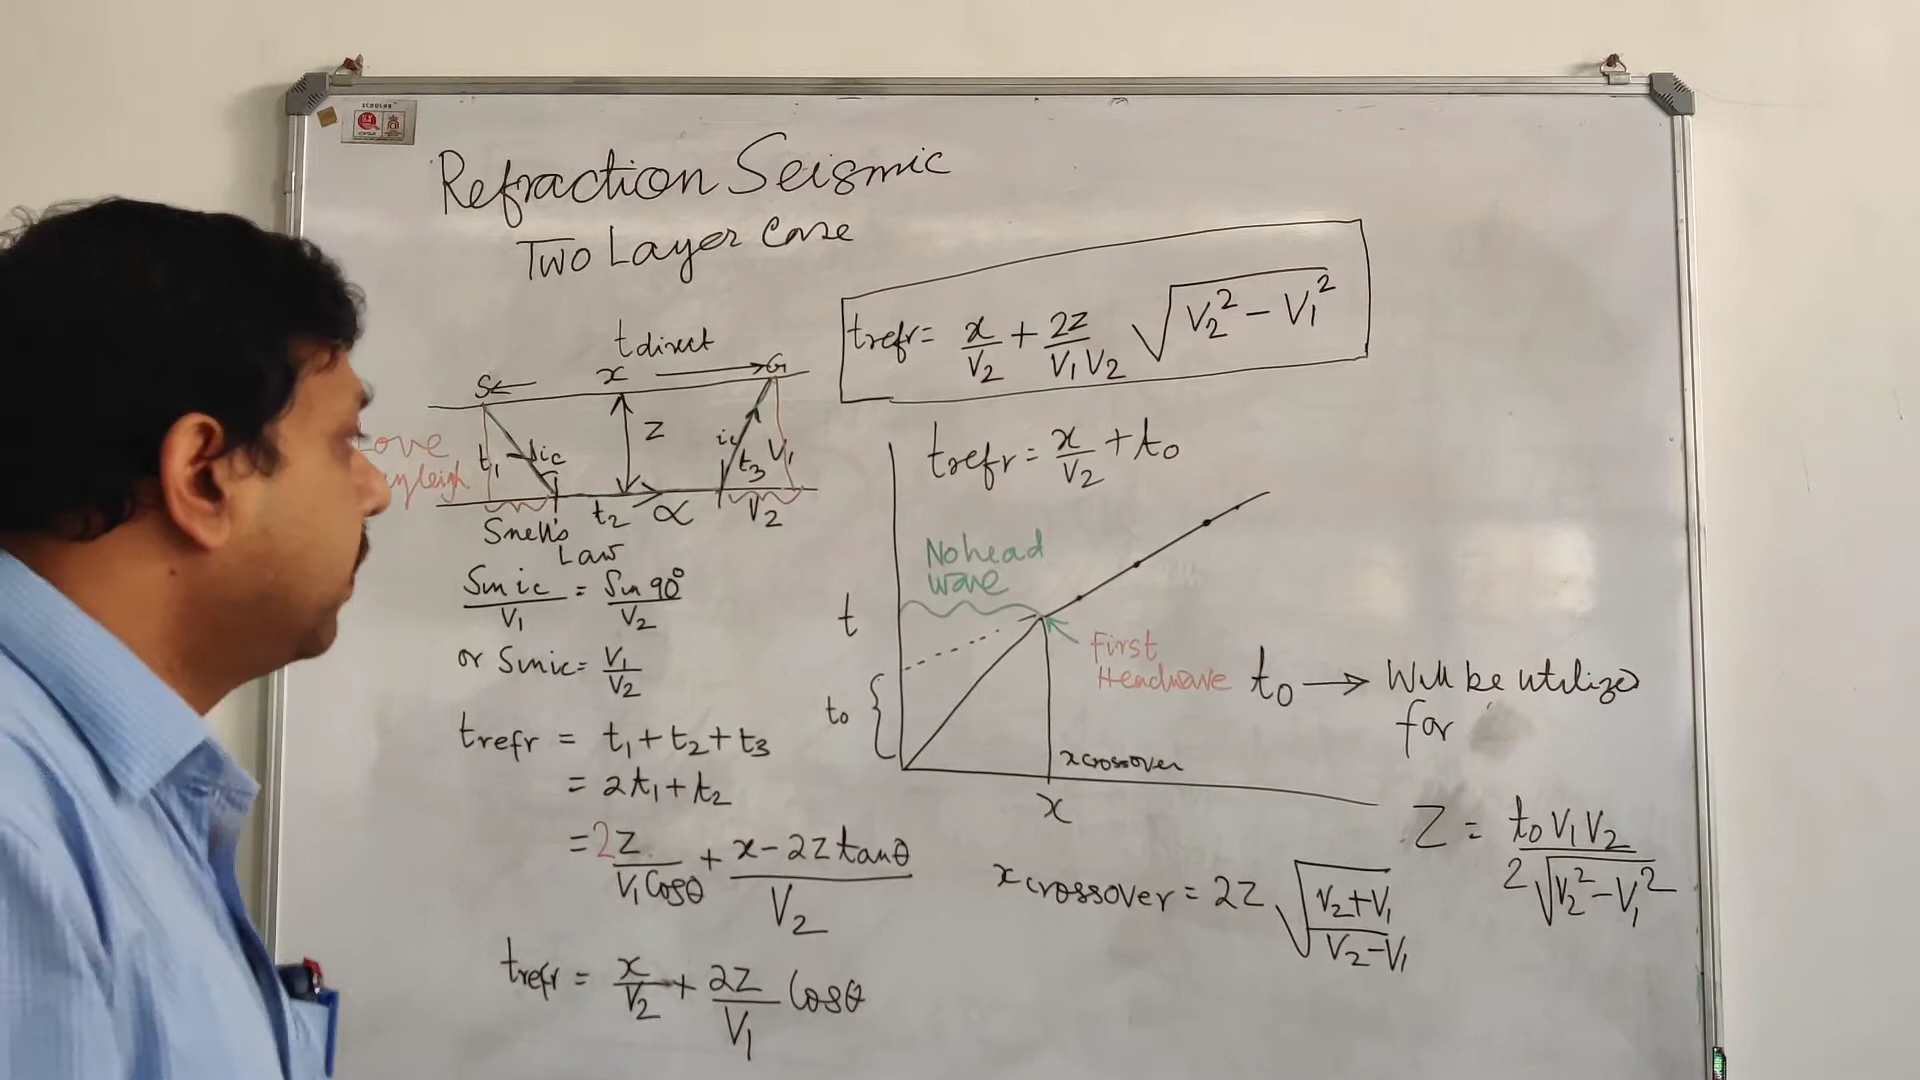 SCHOLAR
Refraction Seismic
Two Layer Case
trefr = x/V2 + 2Z/V1V2 √(V2² − V1²)
tdirect
S ← x → G
Love
Z
t1 ic
ic t3 V1
t2 ∝ V2
Snell's
Law
Sin ic/V1 = Sin 90°/V2
or Sin ic = V1/V2
trefr = t1 + t2 + t3
= 2t1 + t2
= 2Z/V1 Cosθ + x − 2Z tanθ/V2
trefr = x/V2 + 2Z/V1 Cosθ
trefr = x/V2 + t0
No head
wave
t
First
Headwave
t0
xcrossover
x
t0 → Will be utilized
for
Z = t0 V1 V2/2√(V2² − V1²)
xcrossover = 2Z √(V2+V1/V2−V1)